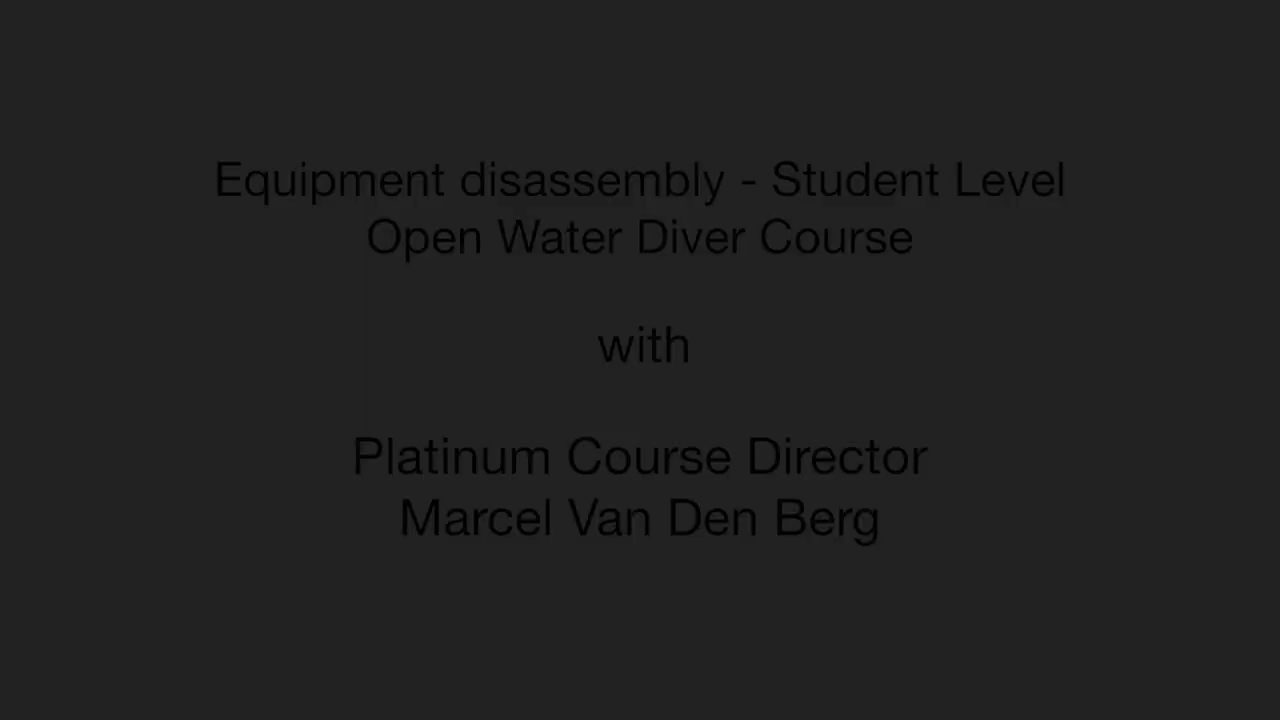 Equipment disassembly - Student Level
Open Water Diver Course
with
Platinum Course Director
Marcel Van Den Berg